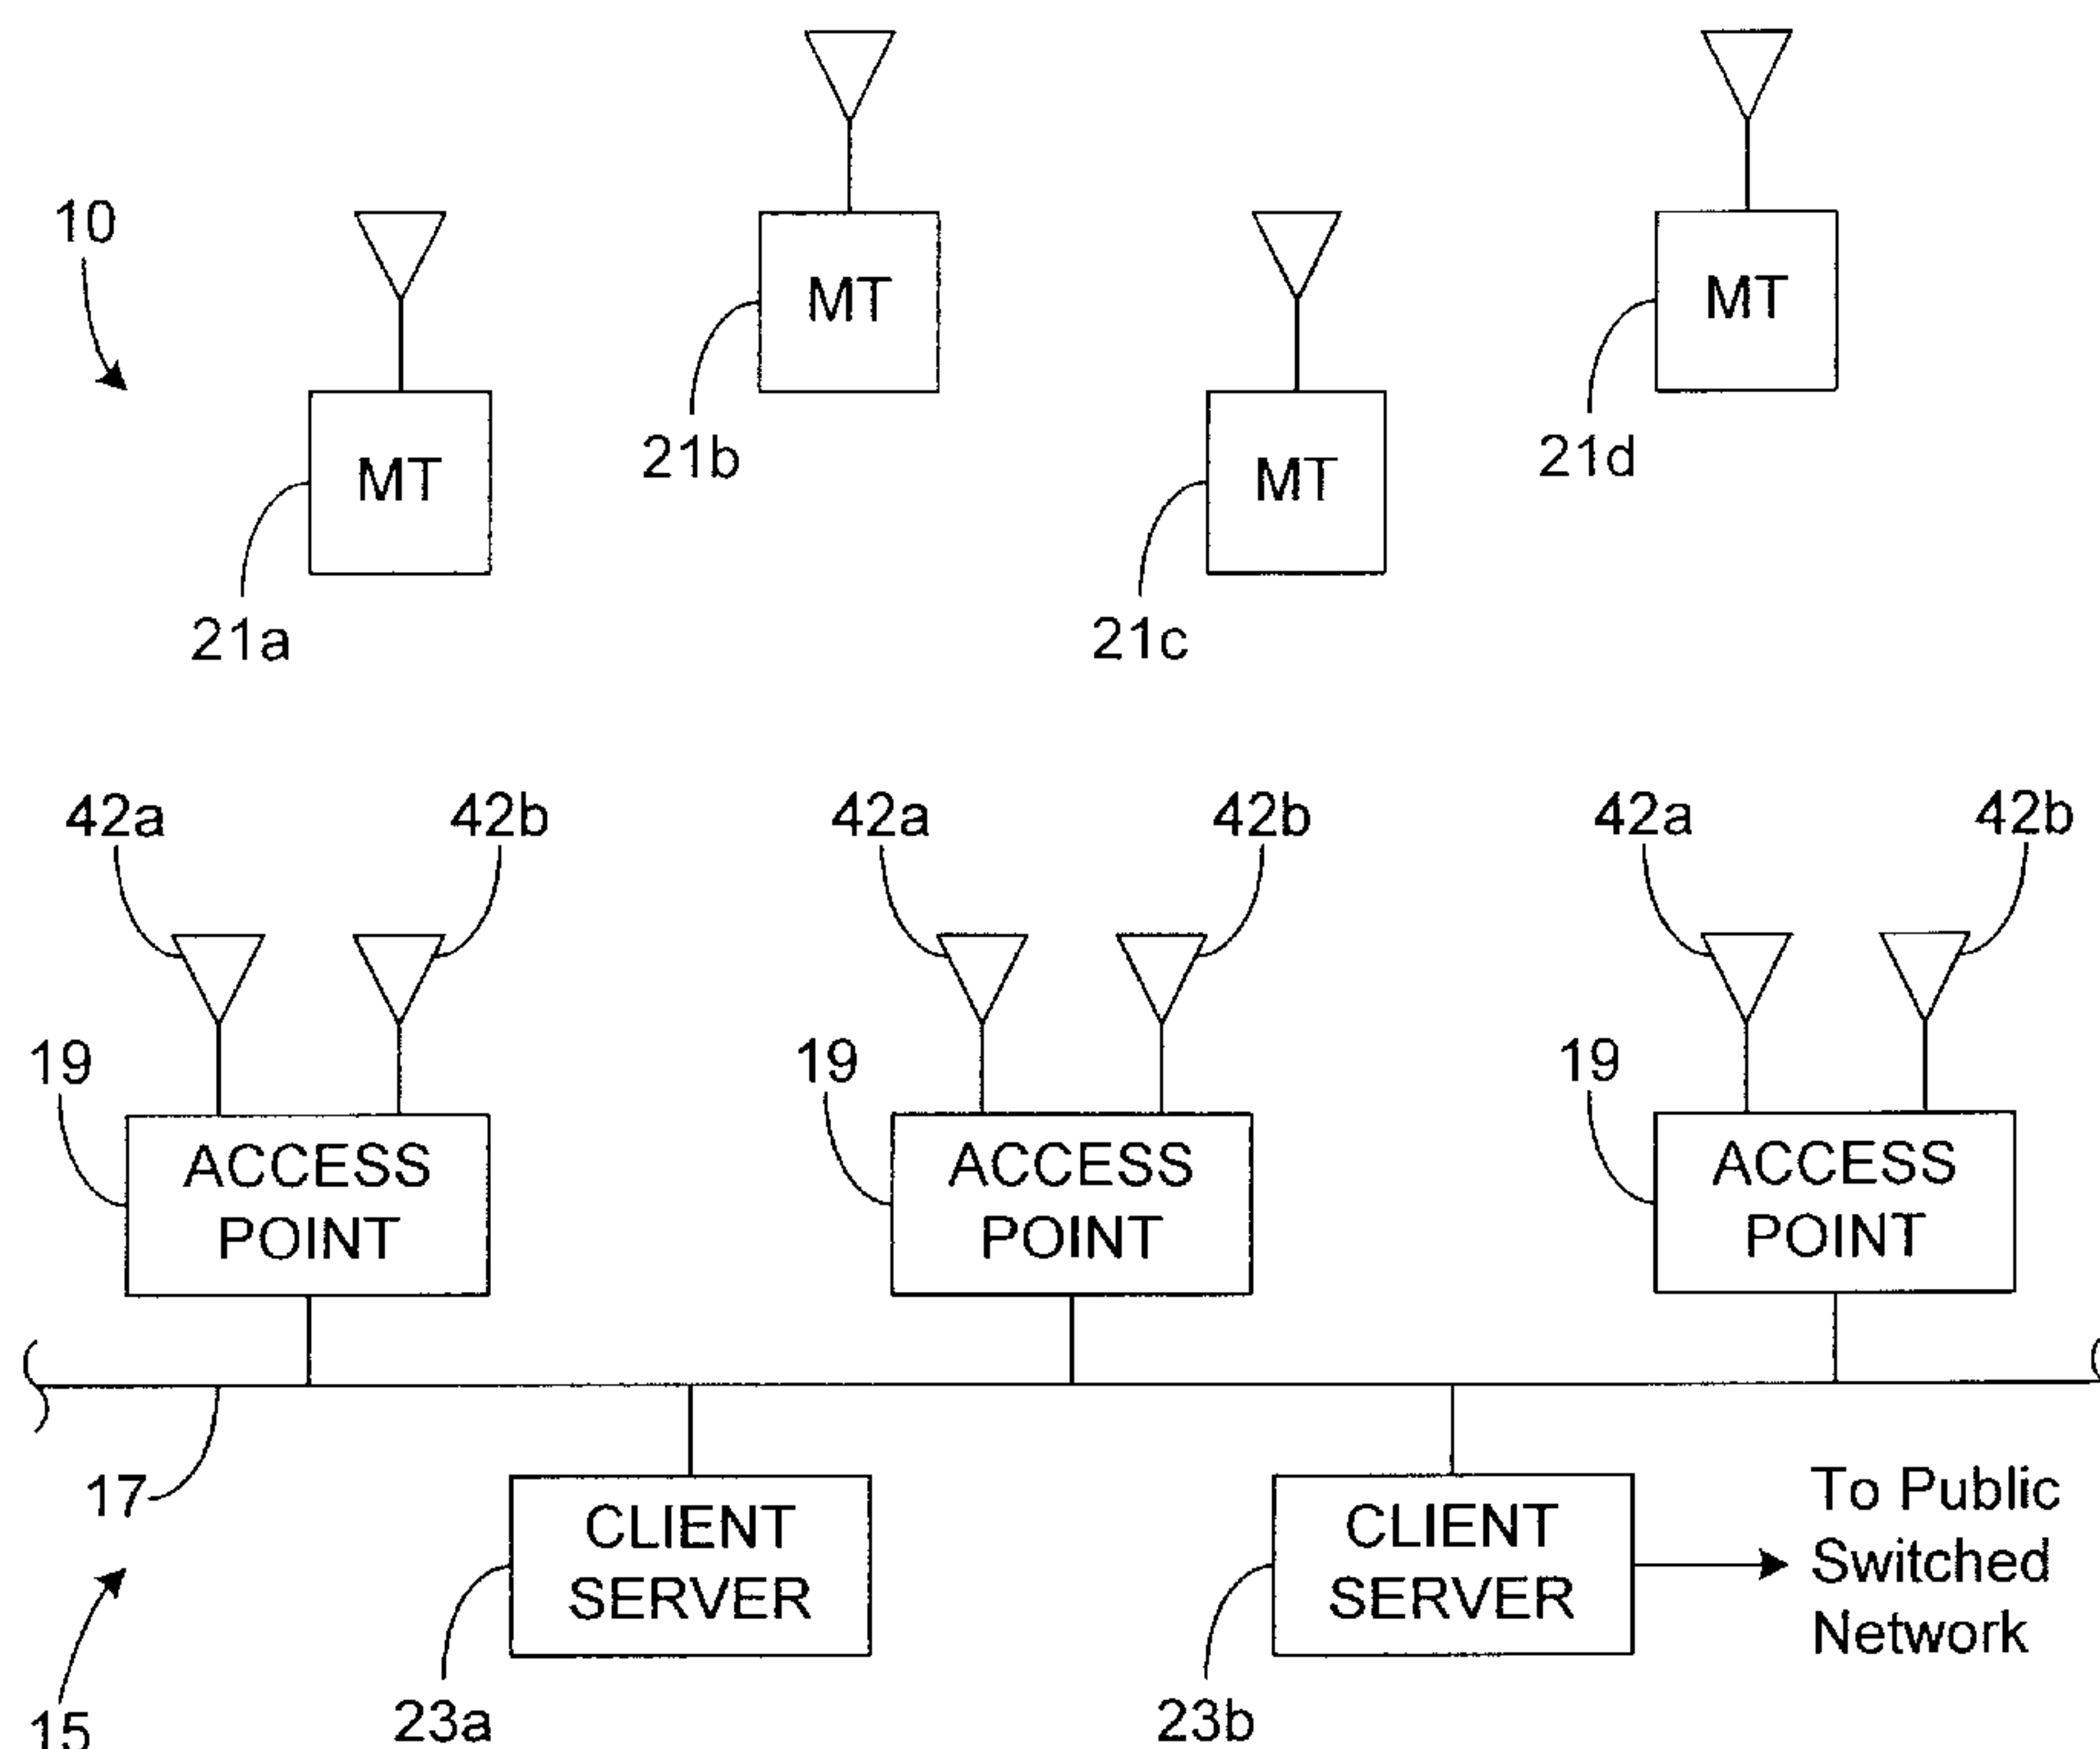 10
MT
MT
MT
MT
21b
21d
21a
21c
42a
42b
42a
42b
42a
42b
19
19
19
ACCESS
POINT
ACCESS
POINT
ACCESS
POINT
17
CLIENT
SERVER
CLIENT
SERVER
To Public
Switched
Network
15
23a
23b